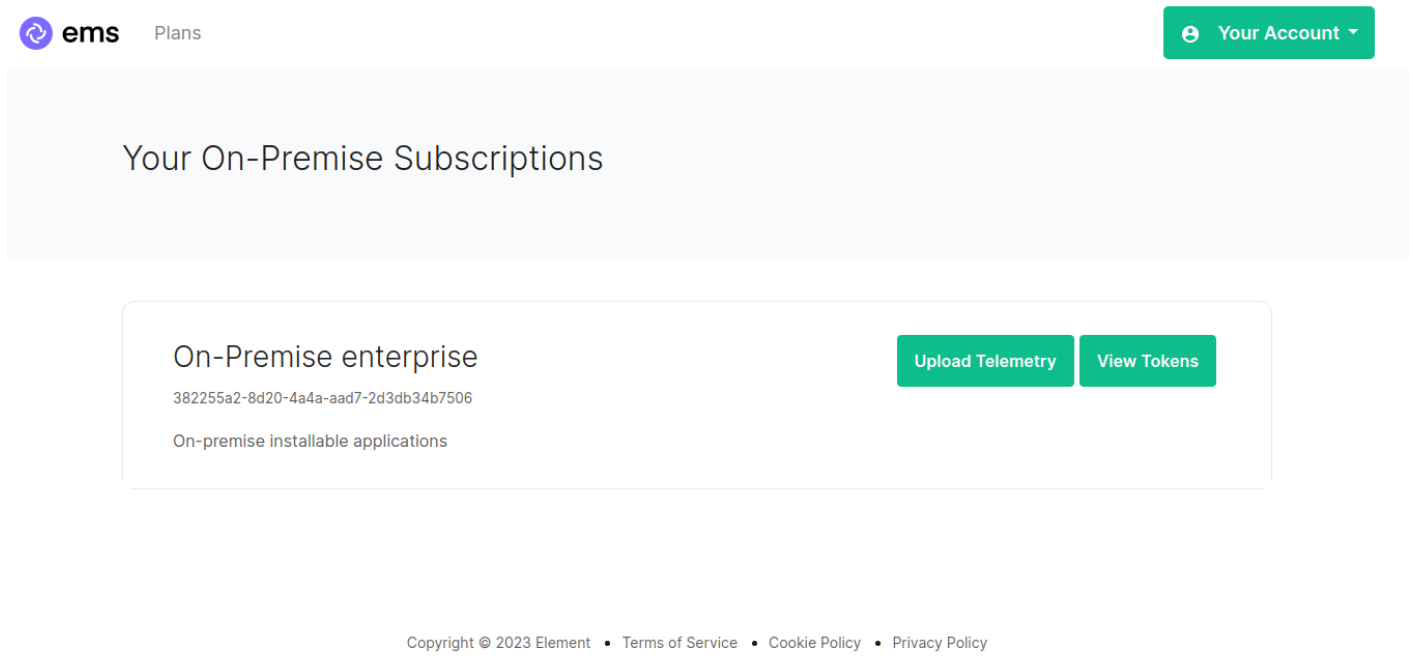 ems Plans Your Account
Your On-Premise Subscriptions
On-Premise enterprise
Upload Telemetry View Tokens
382255a2-8d20-4a4a-aad7-2d3db34b7506
On-premise installable applications
Copyright © 2023 Element • Terms of Service • Cookie Policy • Privacy Policy